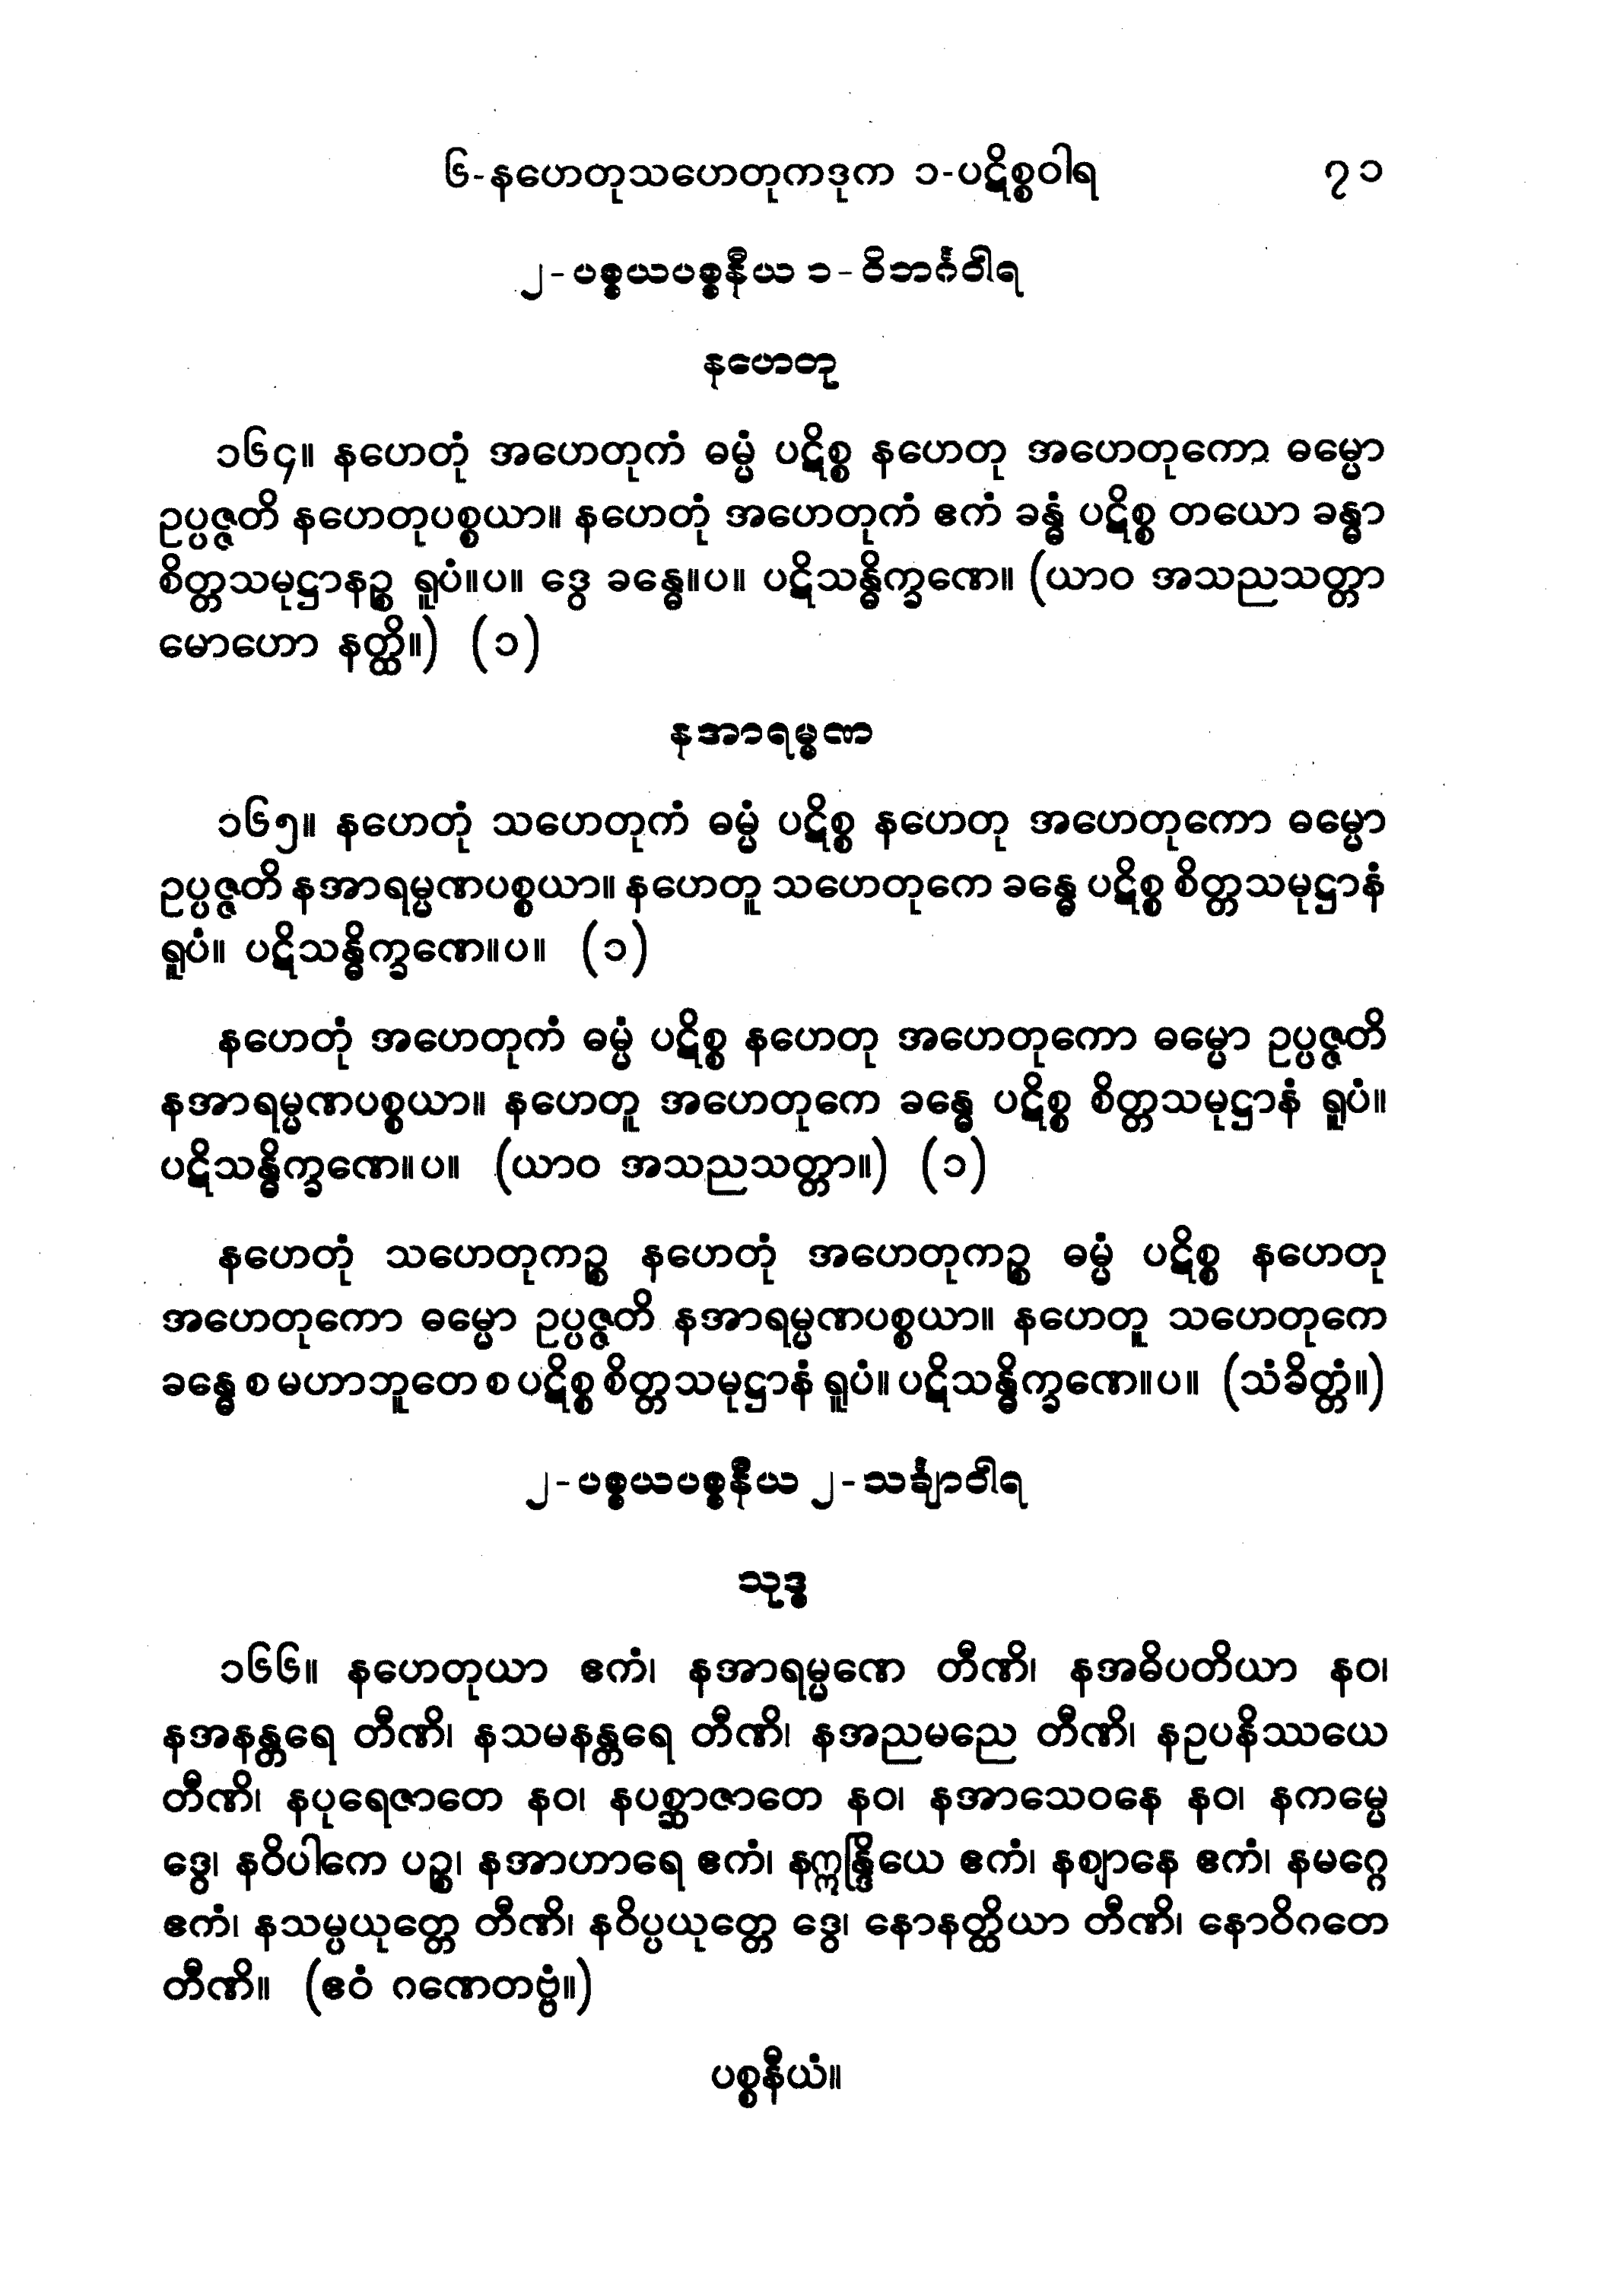 ၆-နဟေတုသဟေတုကဒုက ၁-ပဋိစ္စဝါရ ၇၁
၂-ပစ္စယပစ္စနီယ ၁-ဝိဘင်္ဂဝါရ
နဟေတု
၁၆၄။ နဟေတုံ အဟေတုကံ ဓမ္မံ ပဋိစ္စ နဟေတု အဟေတုကော ဓမ္မော
ဥပ္ပဇ္ဇတိ နဟေတုပစ္စယာ။ နဟေတုံ အဟေတုကံ ဧကံ ခန္ဓံ ပဋိစ္စ တယော ခန္ဓာ
စိတ္တသမုဋ္ဌာနဉ္စ ရူပံ။ပ။ ဒွေ ခန္ဓေ။ပ။ ပဋိသန္ဓိက္ခဏေ။ (ယာဝ အသညသတ္တာ
မောဟော နတ္ထိ။) (၁)
နအာရမ္မဏ
၁၆၅။ နဟေတုံ သဟေတုကံ ဓမ္မံ ပဋိစ္စ နဟေတု အဟေတုကော ဓမ္မော
ဥပ္ပဇ္ဇတိ နအာရမ္မဏပစ္စယာ။ နဟေတူ သဟေတုကေ ခန္ဓေ ပဋိစ္စ စိတ္တသမုဋ္ဌာနံ
ရူပံ။ ပဋိသန္ဓိက္ခဏေ။ပ။ (၁)
နဟေတုံ အဟေတုကံ ဓမ္မံ ပဋိစ္စ နဟေတု အဟေတုကော ဓမ္မော ဥပ္ပဇ္ဇတိ
နအာရမ္မဏပစ္စယာ။ နဟေတူ အဟေတုကေ ခန္ဓေ ပဋိစ္စ စိတ္တသမုဋ္ဌာနံ ရူပံ။
ပဋိသန္ဓိက္ခဏေ။ပ။ (ယာဝ အသညသတ္တာ။) (၁)
နဟေတုံ သဟေတုကဉ္စ နဟေတုံ အဟေတုကဉ္စ ဓမ္မံ ပဋိစ္စ နဟေတု
အဟေတုကော ဓမ္မော ဥပ္ပဇ္ဇတိ နအာရမ္မဏပစ္စယာ။ နဟေတူ သဟေတုကေ
ခန္ဓေ စ မဟာဘူတေ စ ပဋိစ္စ စိတ္တသမုဋ္ဌာနံ ရူပံ။ ပဋိသန္ဓိက္ခဏေ။ပ။ (သံခိတ္တံ။)
၂-ပစ္စယပစ္စနီယ ၂-သင်္ချာဝါရ
သုဒ္ဓ
၁၆၆။ နဟေတုယာ ဧကံ၊ နအာရမ္မဏေ တီဏိ၊ နအဓိပတိယာ နဝ၊
နအနန္တရေ တီဏိ၊ နသမနန္တရေ တီဏိ၊ နအညမညေ တီဏိ၊ နဥပနိဿယေ
တီဏိ၊ နပုရေဇာတေ နဝ၊ နပစ္ဆာဇာတေ နဝ၊ နအာသေဝနေ နဝ၊ နကမ္မေ
ဒွေ၊ နဝိပါကေ ပဉ္စ၊ နအာဟာရေ ဧကံ၊ နဣန္ဒြိယေ ဧကံ၊ နဈာနေ ဧကံ၊ နမဂ္ဂေ
ဧကံ၊ နသမ္ပယုတ္တေ တီဏိ၊ နဝိပ္ပယုတ္တေ ဒွေ၊ နောနတ္ထိယာ တီဏိ၊ နောဝိဂတေ
တီဏိ။ (ဧဝံ ဂဏေတဗ္ဗံ။)
ပစ္စနီယံ။